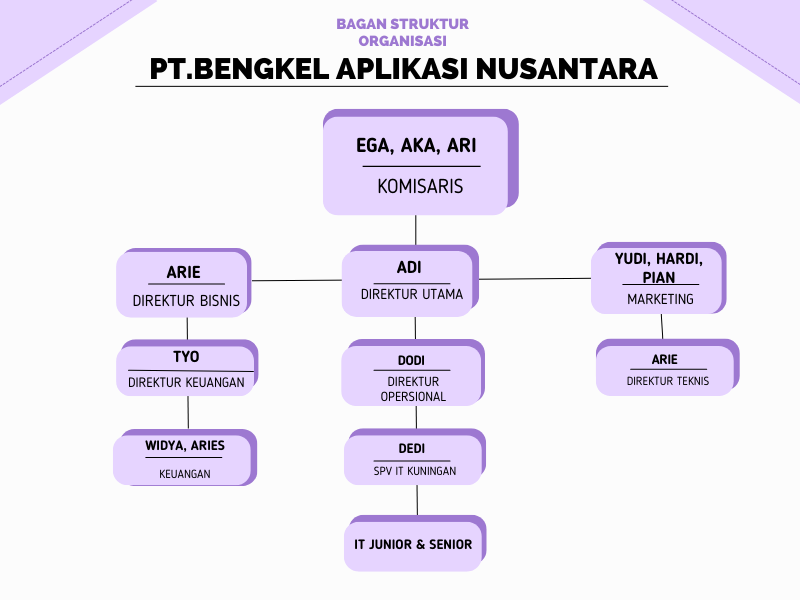 BAGAN STRUKTUR
ORGANISASI
PT.BENGKEL APLIKASI NUSANTARA
EGA, AKA, ARI
KOMISARIS
ARIE
DIREKTUR BISNIS
ADI
DIREKTUR UTAMA
YUDI, HARDI,
PIAN
MARKETING
TYO
DIREKTUR KEUANGAN
DODI
DIREKTUR
OPERSIONAL
ARIE
DIREKTUR TEKNIS
WIDYA, ARIES
KEUANGAN
DEDI
SPV IT KUNINGAN
IT JUNIOR & SENIOR